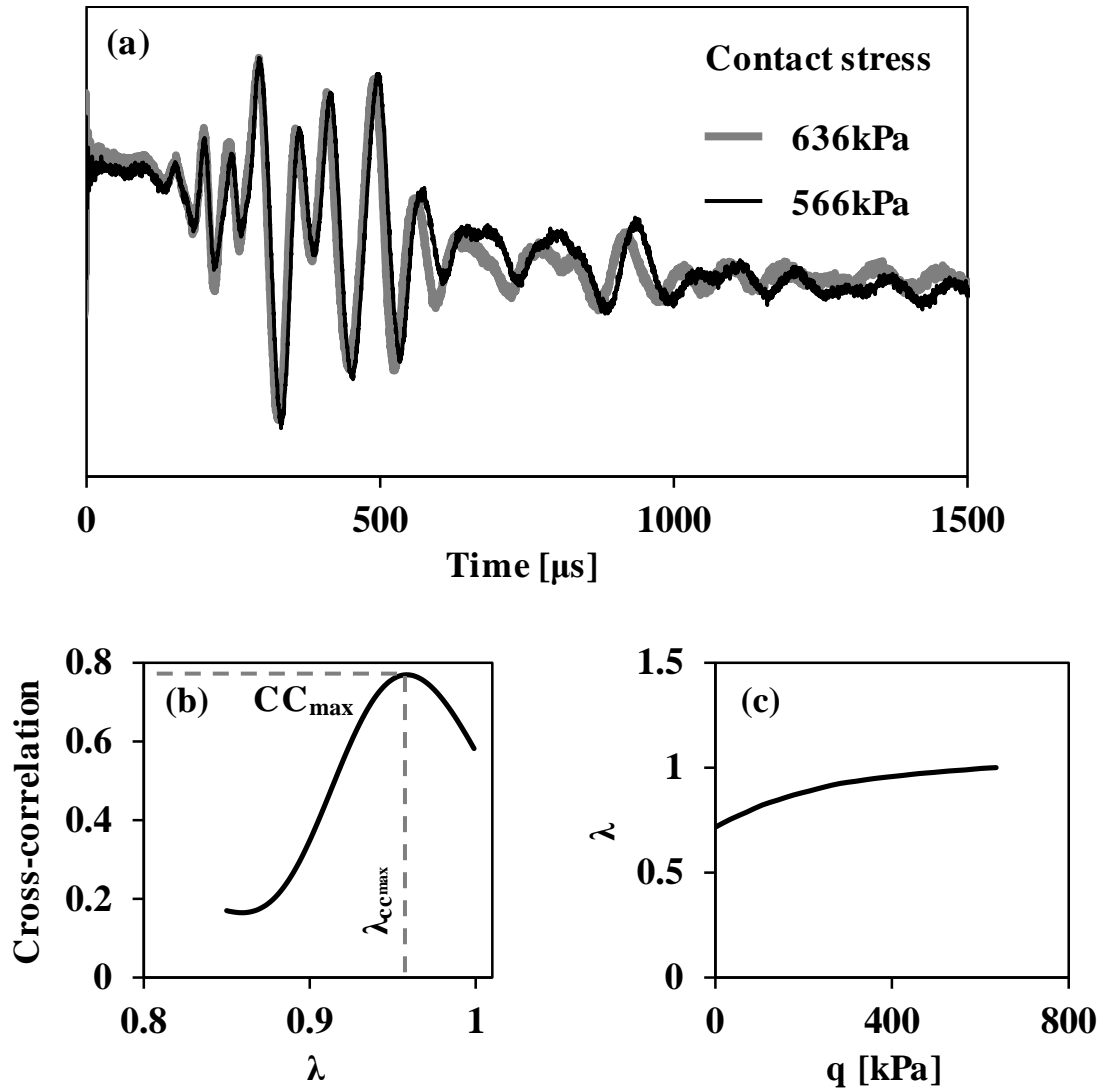 (a)
Contact stress
636kPa
566kPa
0 500 1000 1500
Time [µs]
(b)
CCmax
λccmax
0.8
0.6
0.4
0.2
0
Cross-correlation
0.8 0.9 1
λ
(c)
1.5
1
0.5
0
λ
0 400 800
q [kPa]